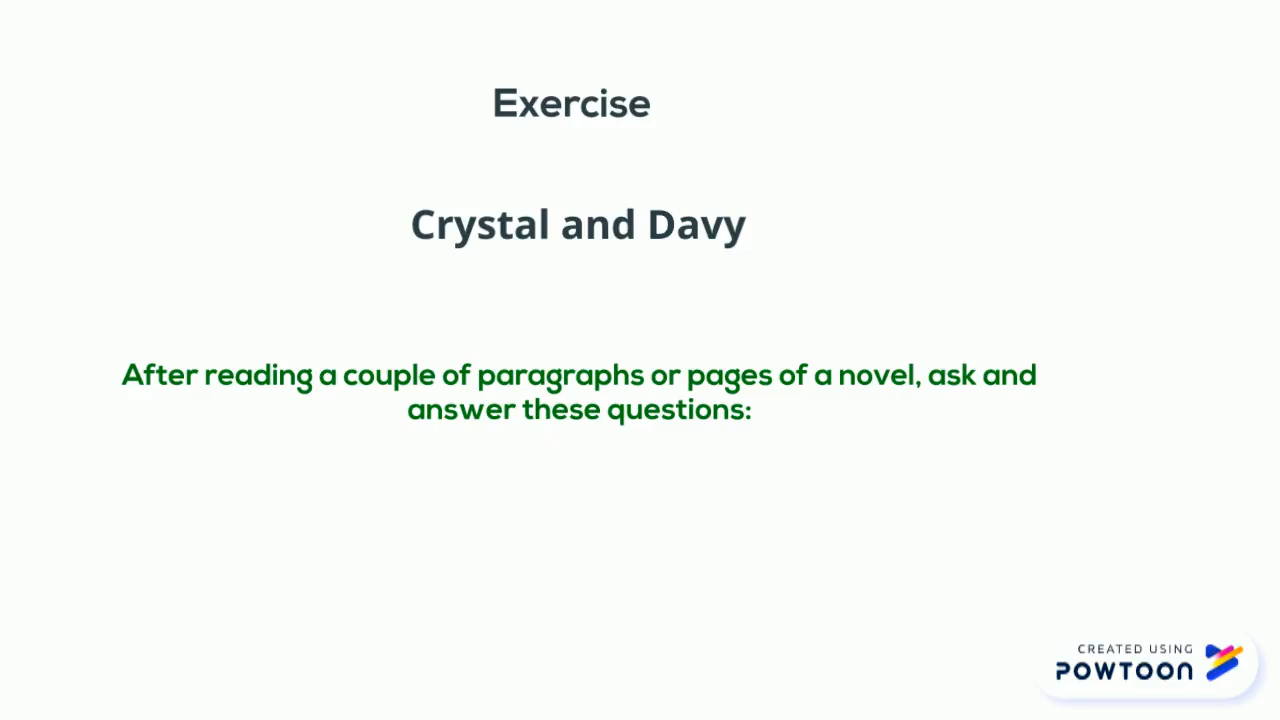 Exercise
Crystal and Davy
After reading a couple of paragraphs or pages of a novel, ask and
answer these questions:
CREATED USING
POWTOON